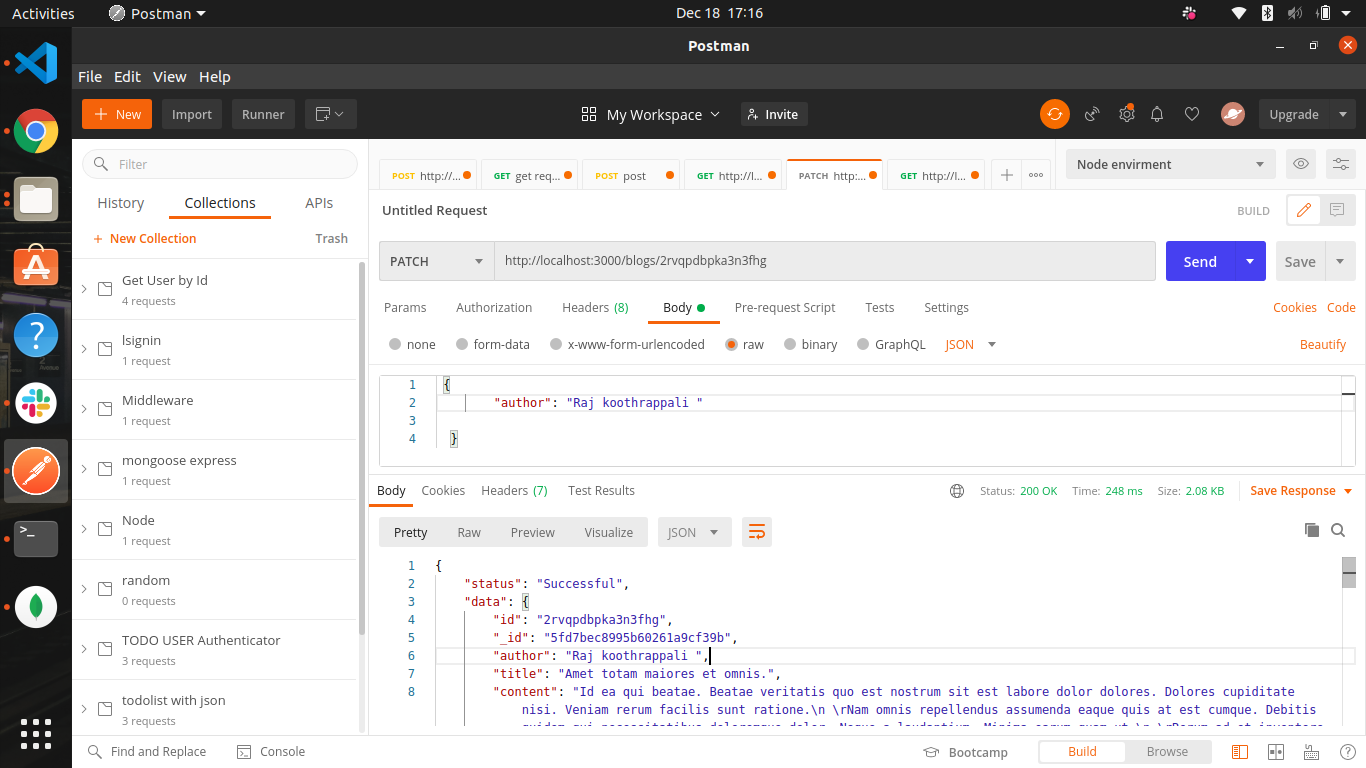 Activities Postman Dec 18 17:16
Postman
File Edit View Help
+ New Import Runner My Workspace Invite Upgrade
Filter
History Collections APIs
+ New Collection Trash
Get User by Id
4 requests
lsignin
1 request
Middleware
1 request
mongoose express
1 request
Node
1 request
random
0 requests
TODO USER Authenticator
3 requests
todolist with json
3 requests
POST http://... GET get req... POST post GET http://l... PATCH http:... GET http://l... Node envirment
Untitled Request BUILD
PATCH http://localhost:3000/blogs/2rvqpdbpka3n3fhg Send Save
Params Authorization Headers (8) Body Pre-request Script Tests Settings Cookies Code
none form-data x-www-form-urlencoded raw binary GraphQL JSON Beautify
1 {
2 "author": "Raj koothrappali "
3
4 }
Body Cookies Headers (7) Test Results Status: 200 OK Time: 248 ms Size: 2.08 KB Save Response
Pretty Raw Preview Visualize JSON
1 {
2 "status": "Successful",
3 "data": {
4 "id": "2rvqpdbpka3n3fhg",
5 "_id": "5fd7bec8995b60261a9cf39b",
6 "author": "Raj koothrappali ",
7 "title": "Amet totam maiores et omnis.",
8 "content": "Id ea qui beatae. Beatae veritatis quo est nostrum sit est labore dolor dolores. Dolores cupiditate
nisi. Veniam rerum facilis sunt ratione.\n \rNam omnis repellendus assumenda eaque quis at est cumque. Debitis
Find and Replace Console Bootcamp Build Browse